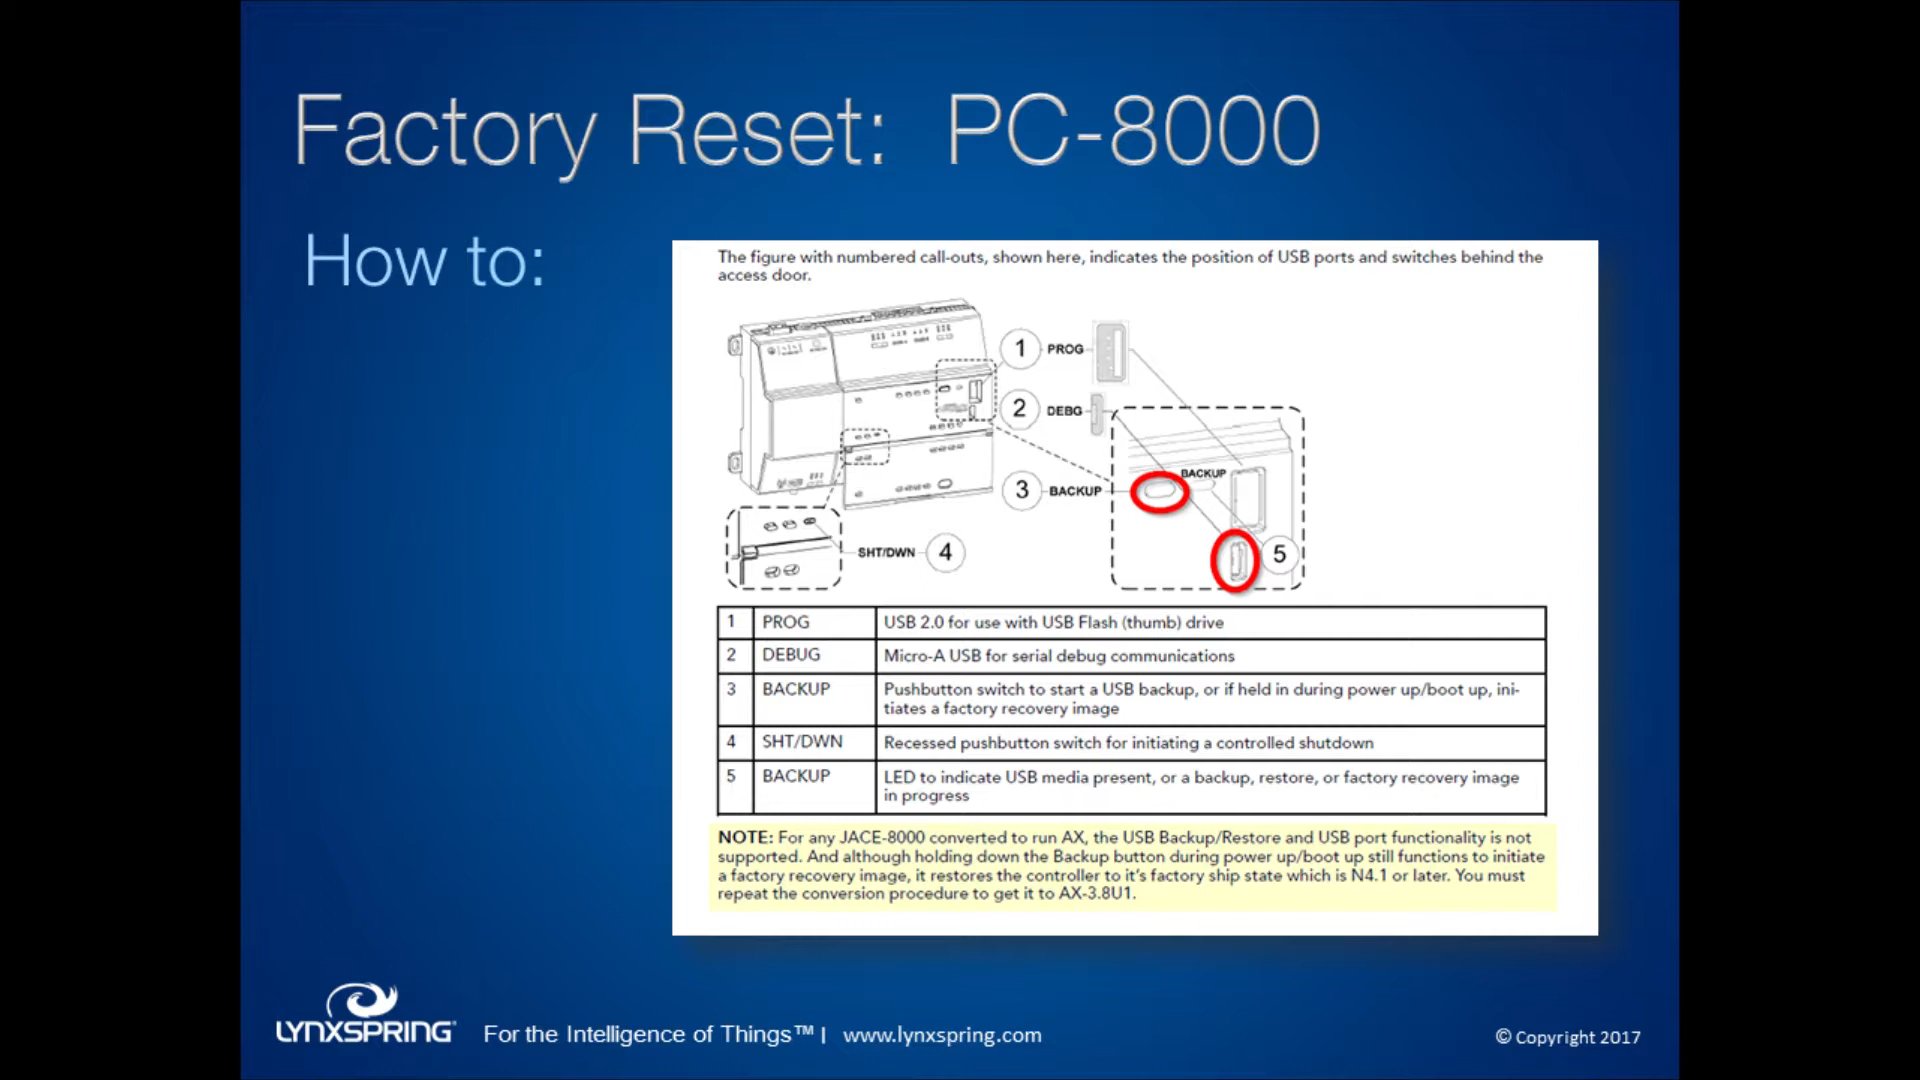 Factory Reset: PC-8000
How to:
The figure with numbered call-outs, shown here, indicates the position of USB ports and switches behind the
access door.
1 PROG
2 DEBG
BACKUP
3 BACKUP
5
SHT/DWN 4
1 PROG USB 2.0 for use with USB Flash (thumb) drive
2 DEBUG Micro-A USB for serial debug communications
3 BACKUP Pushbutton switch to start a USB backup, or if held in during power up/boot up, ini-
tiates a factory recovery image
4 SHT/DWN Recessed pushbutton switch for initiating a controlled shutdown
5 BACKUP LED to indicate USB media present, or a backup, restore, or factory recovery image
in progress
NOTE: For any JACE-8000 converted to run AX, the USB Backup/Restore and USB port functionality is not
supported. And although holding down the Backup button during power up/boot up still functions to initiate
a factory recovery image, it restores the controller to it's factory ship state which is N4.1 or later. You must
repeat the conversion procedure to get it to AX-3.8U1.
LYNXSPRING® For the Intelligence of Things™ | www.lynxspring.com
© Copyright 2017